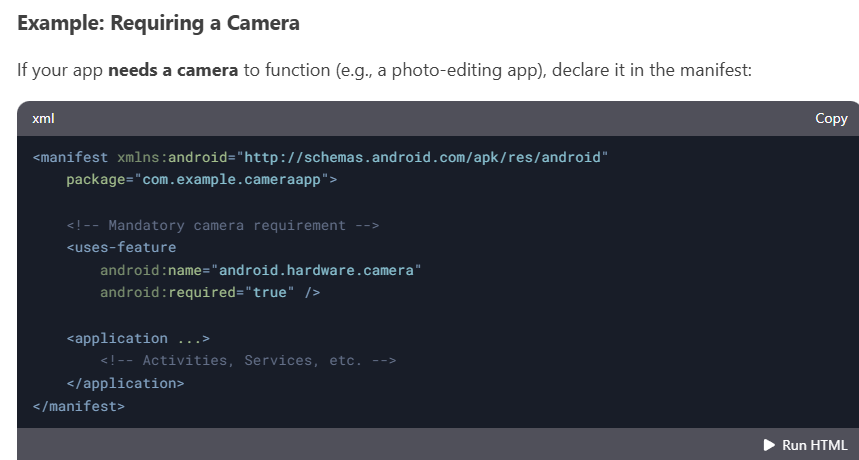 Example: Requiring a Camera
If your app needs a camera to function (e.g., a photo-editing app), declare it in the manifest:
xml Copy
<manifest xmlns:android="http://schemas.android.com/apk/res/android"
    package="com.example.cameraapp">
    <!-- Mandatory camera requirement -->
    <uses-feature
        android:name="android.hardware.camera"
        android:required="true" />
    <application ...>
        <!-- Activities, Services, etc. -->
    </application>
</manifest>
Run HTML